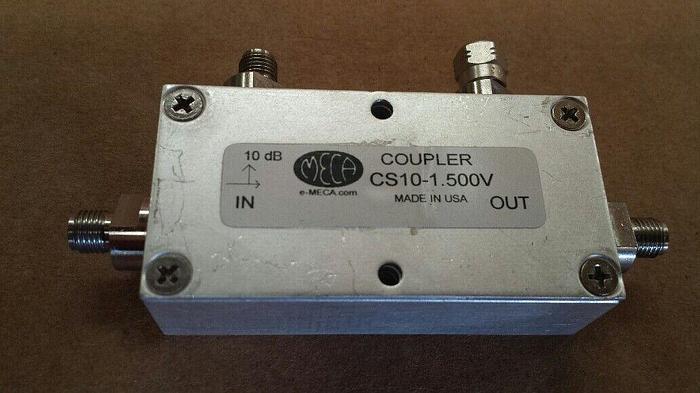 10 dB
MECA
e-MECA.com
IN
COUPLER
CS10-1.500V
MADE IN USA
OUT